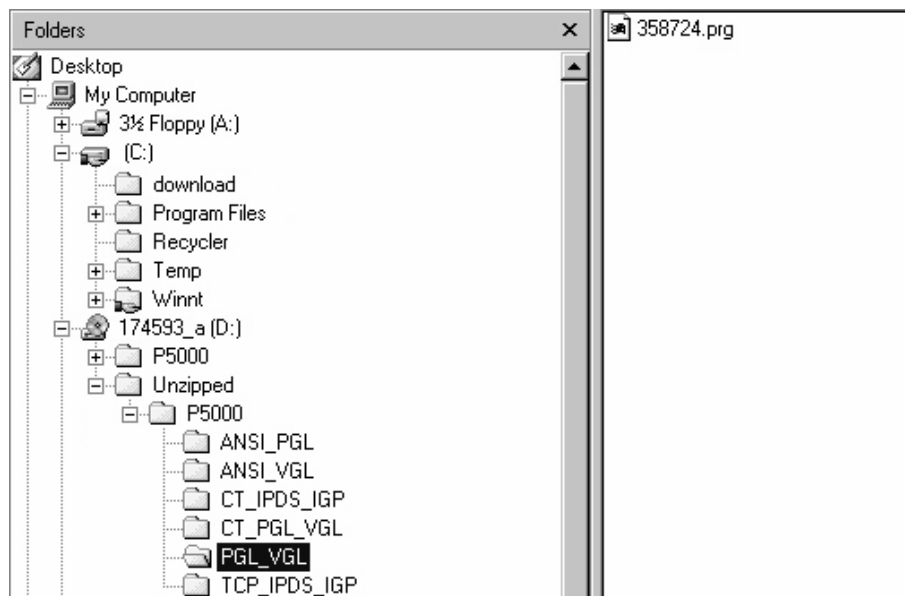 Folders
358724.prg
Desktop
My Computer
3½ Floppy (A:)
(C:)
download
Program Files
Recycler
Temp
Winnt
174593_a (D:)
P5000
Unzipped
P5000
ANSI_PGL
ANSI_VGL
CT_IPDS_IGP
CT_PGL_VGL
PGL_VGL
TCP_IPDS_IGP